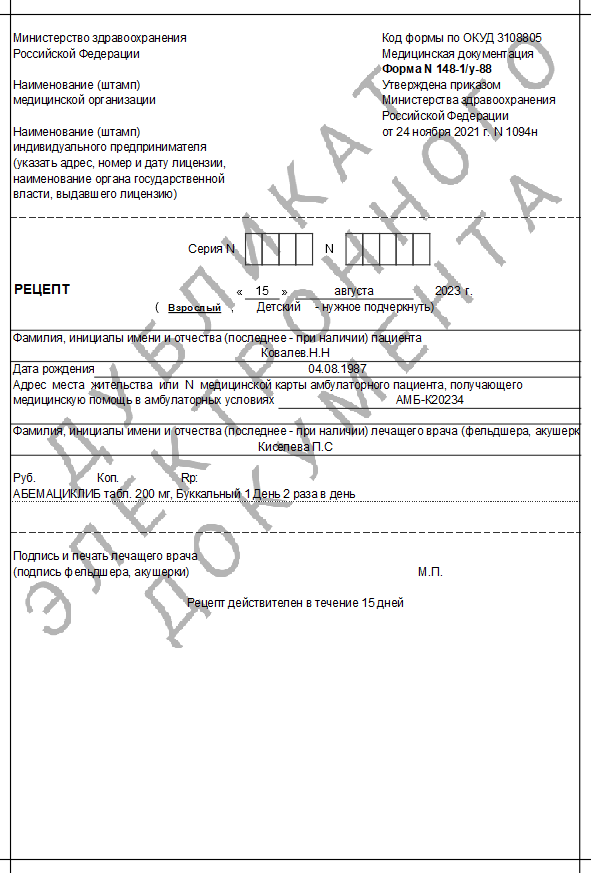 Министерство здравоохранения
Российской Федерации
Код формы по ОКУД 3108805
Медицинская документация
Форма N 148-1/у-88
Наименование (штамп)
медицинской организации
Утверждена приказом
Министерства здравоохранения
Российской Федерации
от 24 ноября 2021 г. N 1094н
Наименование (штамп)
индивидуального предпринимателя
(указать адрес, номер и дату лицензии,
наименование органа государственной
власти, выдавшего лицензию)
Серия N N
РЕЦЕПТ « 15 » августа 2023 г.
( Взрослый , Детский - нужное подчеркнуть)
Фамилия, инициалы имени и отчества (последнее - при наличии) пациента
Ковалев.Н.Н
Дата рождения 04.08.1987
Адрес места жительства или N медицинской карты амбулаторного пациента, получающего
медицинскую помощь в амбулаторных условиях АМБ-К20234
Фамилия, инициалы имени и отчества (последнее - при наличии) лечащего врача (фельдшера, акушерк
Киселева П.С
Руб. Коп. Rp:
АБЕМАЦИКЛИБ табл. 200 мг, Буккальный 1 День 2 раза в день
Подпись и печать лечащего врача
(подпись фельдшера, акушерки) М.П.
Рецепт действителен в течение 15 дней
ДУБЛИКАТ
ЭЛЕКТРОННОГО
ДОКУМЕНТА